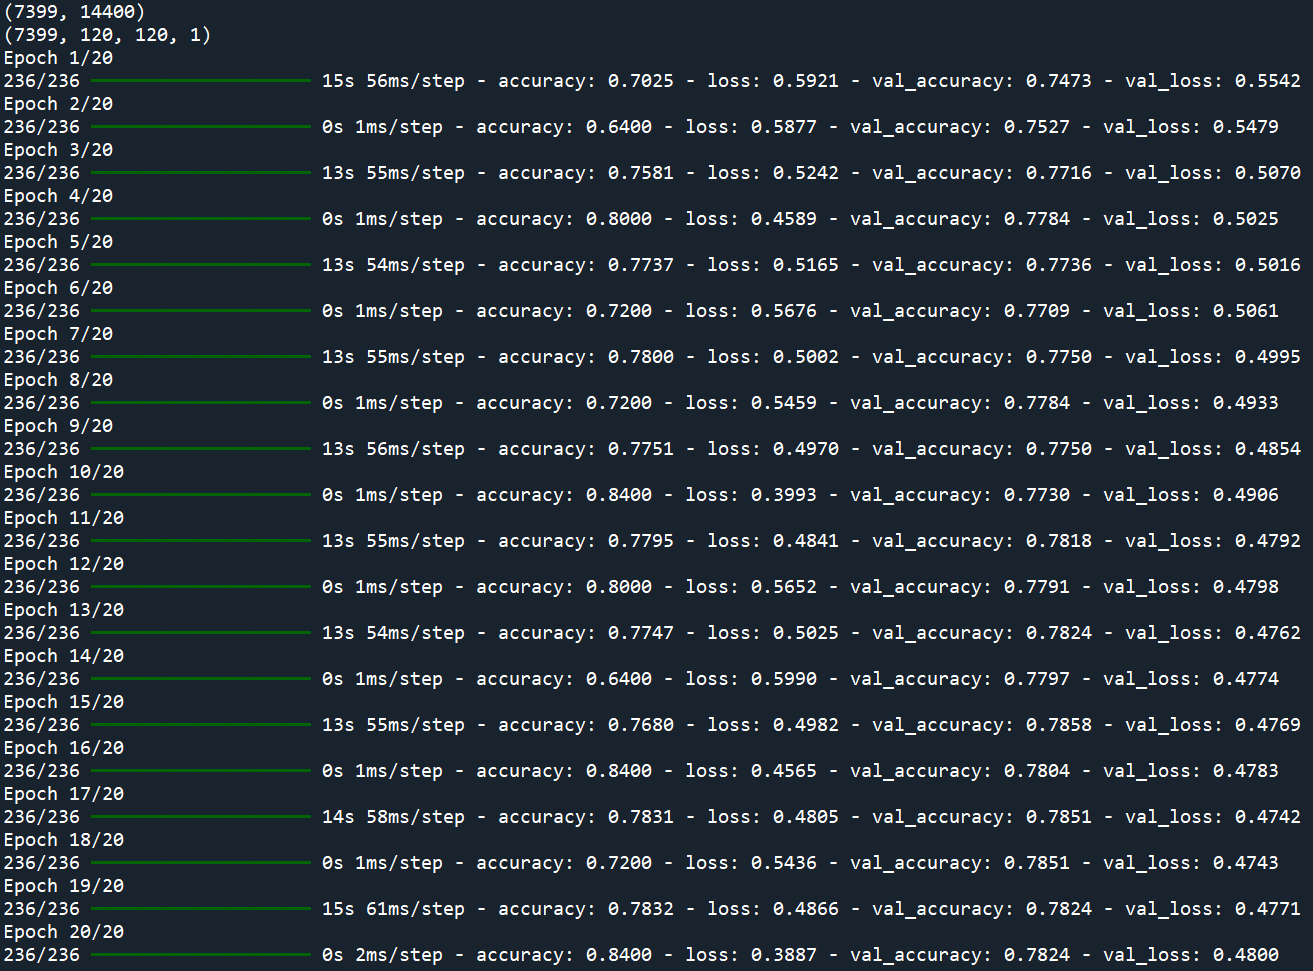 (7399, 14400)
(7399, 120, 120, 1)
Epoch 1/20
236/236 15s 56ms/step - accuracy: 0.7025 - loss: 0.5921 - val_accuracy: 0.7473 - val_loss: 0.5542
Epoch 2/20
236/236 0s 1ms/step - accuracy: 0.6400 - loss: 0.5877 - val_accuracy: 0.7527 - val_loss: 0.5479
Epoch 3/20
236/236 13s 55ms/step - accuracy: 0.7581 - loss: 0.5242 - val_accuracy: 0.7716 - val_loss: 0.5070
Epoch 4/20
236/236 0s 1ms/step - accuracy: 0.8000 - loss: 0.4589 - val_accuracy: 0.7784 - val_loss: 0.5025
Epoch 5/20
236/236 13s 54ms/step - accuracy: 0.7737 - loss: 0.5165 - val_accuracy: 0.7736 - val_loss: 0.5016
Epoch 6/20
236/236 0s 1ms/step - accuracy: 0.7200 - loss: 0.5676 - val_accuracy: 0.7709 - val_loss: 0.5061
Epoch 7/20
236/236 13s 55ms/step - accuracy: 0.7800 - loss: 0.5002 - val_accuracy: 0.7750 - val_loss: 0.4995
Epoch 8/20
236/236 0s 1ms/step - accuracy: 0.7200 - loss: 0.5459 - val_accuracy: 0.7784 - val_loss: 0.4933
Epoch 9/20
236/236 13s 56ms/step - accuracy: 0.7751 - loss: 0.4970 - val_accuracy: 0.7750 - val_loss: 0.4854
Epoch 10/20
236/236 0s 1ms/step - accuracy: 0.8400 - loss: 0.3993 - val_accuracy: 0.7730 - val_loss: 0.4906
Epoch 11/20
236/236 13s 55ms/step - accuracy: 0.7795 - loss: 0.4841 - val_accuracy: 0.7818 - val_loss: 0.4792
Epoch 12/20
236/236 0s 1ms/step - accuracy: 0.8000 - loss: 0.5652 - val_accuracy: 0.7791 - val_loss: 0.4798
Epoch 13/20
236/236 13s 54ms/step - accuracy: 0.7747 - loss: 0.5025 - val_accuracy: 0.7824 - val_loss: 0.4762
Epoch 14/20
236/236 0s 1ms/step - accuracy: 0.6400 - loss: 0.5990 - val_accuracy: 0.7797 - val_loss: 0.4774
Epoch 15/20
236/236 13s 55ms/step - accuracy: 0.7680 - loss: 0.4982 - val_accuracy: 0.7858 - val_loss: 0.4769
Epoch 16/20
236/236 0s 1ms/step - accuracy: 0.8400 - loss: 0.4565 - val_accuracy: 0.7804 - val_loss: 0.4783
Epoch 17/20
236/236 14s 58ms/step - accuracy: 0.7831 - loss: 0.4805 - val_accuracy: 0.7851 - val_loss: 0.4742
Epoch 18/20
236/236 0s 1ms/step - accuracy: 0.7200 - loss: 0.5436 - val_accuracy: 0.7851 - val_loss: 0.4743
Epoch 19/20
236/236 15s 61ms/step - accuracy: 0.7832 - loss: 0.4866 - val_accuracy: 0.7824 - val_loss: 0.4771
Epoch 20/20
236/236 0s 2ms/step - accuracy: 0.8400 - loss: 0.3887 - val_accuracy: 0.7824 - val_loss: 0.4800